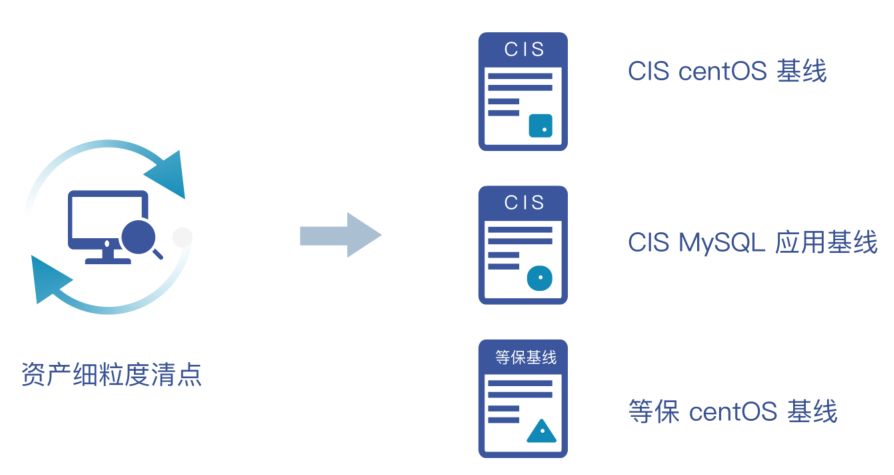 CIS
CIS centOS 基线
CIS
CIS MySQL 应用基线
资产细粒度清点
等保基线
等保 centOS 基线